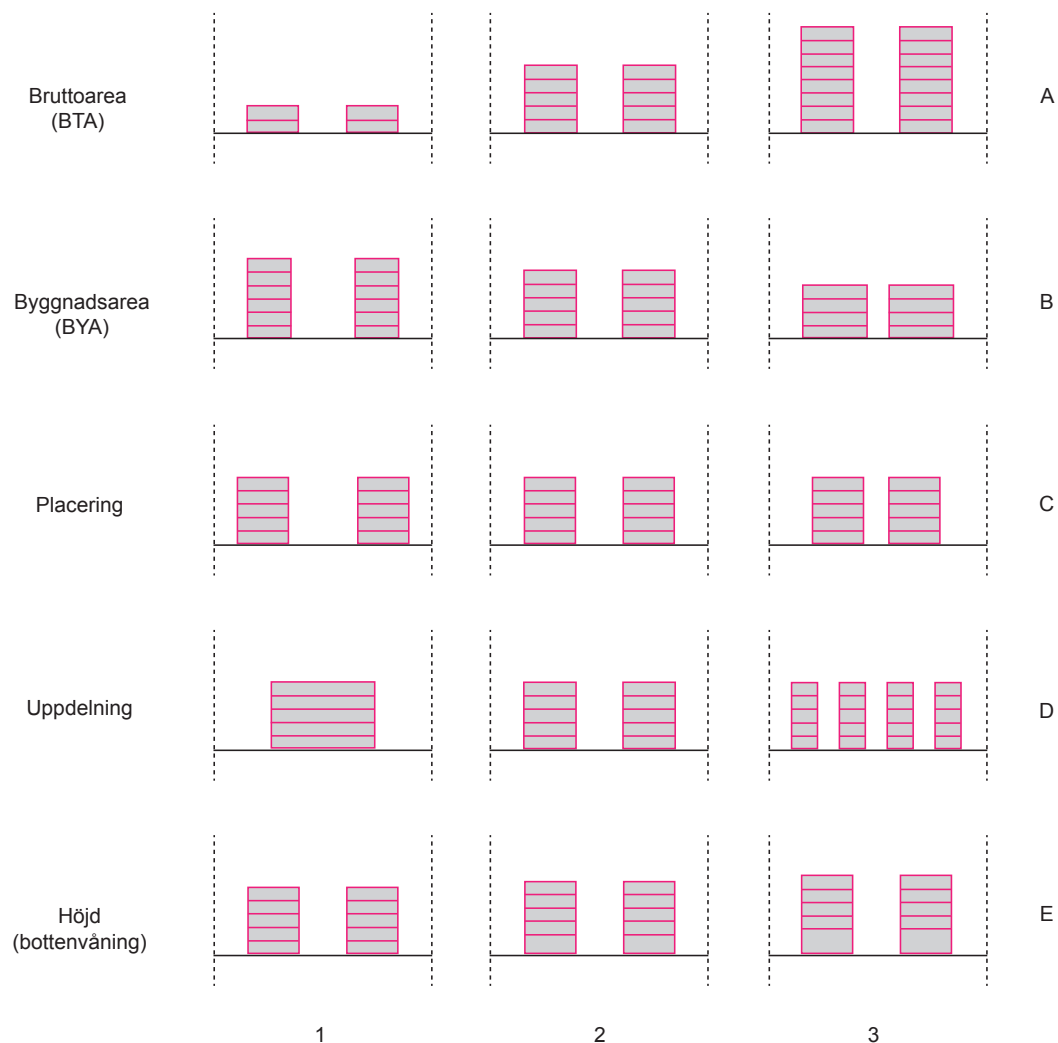 Bruttoarea
(BTA)
A
Byggnadsarea
(BYA)
B
Placering
C
Uppdelning
D
Höjd
(bottenvåning)
E
1
2
3